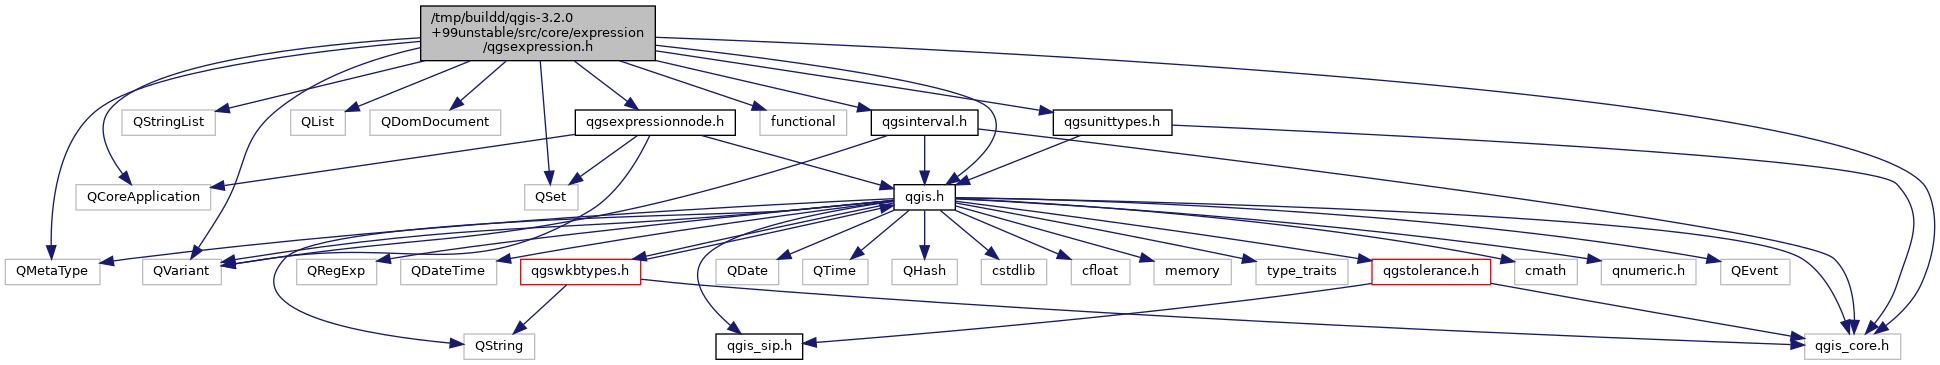 /tmp/buildd/qgis-3.2.0
+99unstable/src/core/expression
/qgsexpression.h
QStringList
QList
QDomDocument
qgsexpressionnode.h
functional
qgsinterval.h
qgsunittypes.h
QCoreApplication
QSet
qgis.h
QMetaType
QVariant
QRegExp
QDateTime
qgswkbtypes.h
QDate
QTime
QHash
cstdlib
cfloat
memory
type_traits
qgstolerance.h
cmath
qnumeric.h
QEvent
QString
qgis_sip.h
qgis_core.h